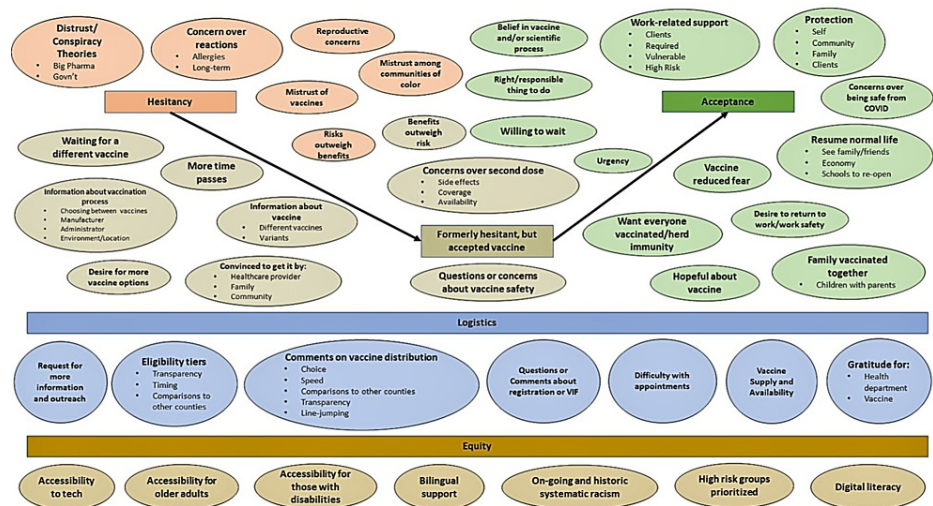 Distrust/
Conspiracy
Theories
• Big Pharma
• Govn't
Concern over
reactions
• Allergies
• Long-term
Reproductive
concerns
Mistrust among
communities of
color
Mistrust of
vaccines
Risks
outweigh
benefits
Hesitancy
Belief in vaccine
and/or scientific
process
Right/responsible
thing to do
Willing to wait
Urgency
Work-related support
• Clients
• Required
• Vulnerable
• High Risk
Protection
• Self
• Community
• Family
• Clients
Acceptance
Concerns over
being safe from
COVID
Resume normal life
• See family/friends
• Economy
• Schools to re-open
Vaccine
reduced fear
Want everyone
vaccinated/herd
immunity
Desire to return to
work/work safety
Hopeful about
vaccine
Family vaccinated
together
• Children with parents
Benefits
outweigh
risk
Waiting for a
different vaccine
More time
passes
Concerns over second dose
• Side effects
• Coverage
• Availability
Information about vaccination
process
• Choosing between vaccines
• Manufacturer
• Administrator
• Environment/Location
Information about
vaccine
• Different vaccines
• Variants
Formerly hesitant, but
accepted vaccine
Desire for more
vaccine options
Convinced to get it by:
• Healthcare provider
• Family
• Community
Questions or concerns
about vaccine safety
Logistics
Request for
more
information
and outreach
Eligibility tiers
• Transparency
• Timing
• Comparisons to
other counties
Comments on vaccine distribution
• Choice
• Speed
• Comparisons to other counties
• Transparency
• Line-jumping
Questions or
Comments about
registration or VIF
Difficulty with
appointments
Vaccine
Supply and
Availability
Gratitude for:
• Health
department
• Vaccine
Equity
Accessibility
to tech
Accessibility for
older adults
Accessibility for
those with
disabilities
Bilingual
support
On-going and historic
systematic racism
High risk groups
prioritized
Digital literacy